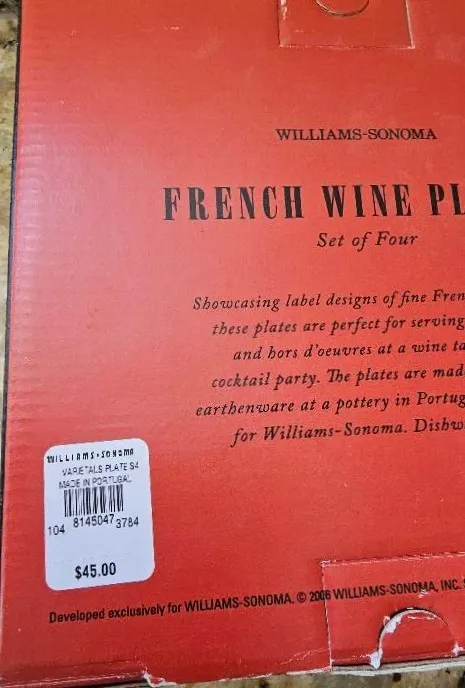 WILLIAMS-SONOMA
FRENCH WINE PL
Set of Four
Showcasing label designs of fine Fren
these plates are perfect for serving
and hors d'oeuvres at a wine ta
cocktail party. The plates are mad
earthenware at a pottery in Portug
for Williams-Sonoma. Dishw
WILLIAMS-SONOMA
VARIETALS PLATE S4
MADE IN PORTUGAL
104 8145047 3784
$45.00
Developed exclusively for WILLIAMS-SONOMA. © 2006 WILLIAMS-SONOMA, INC.